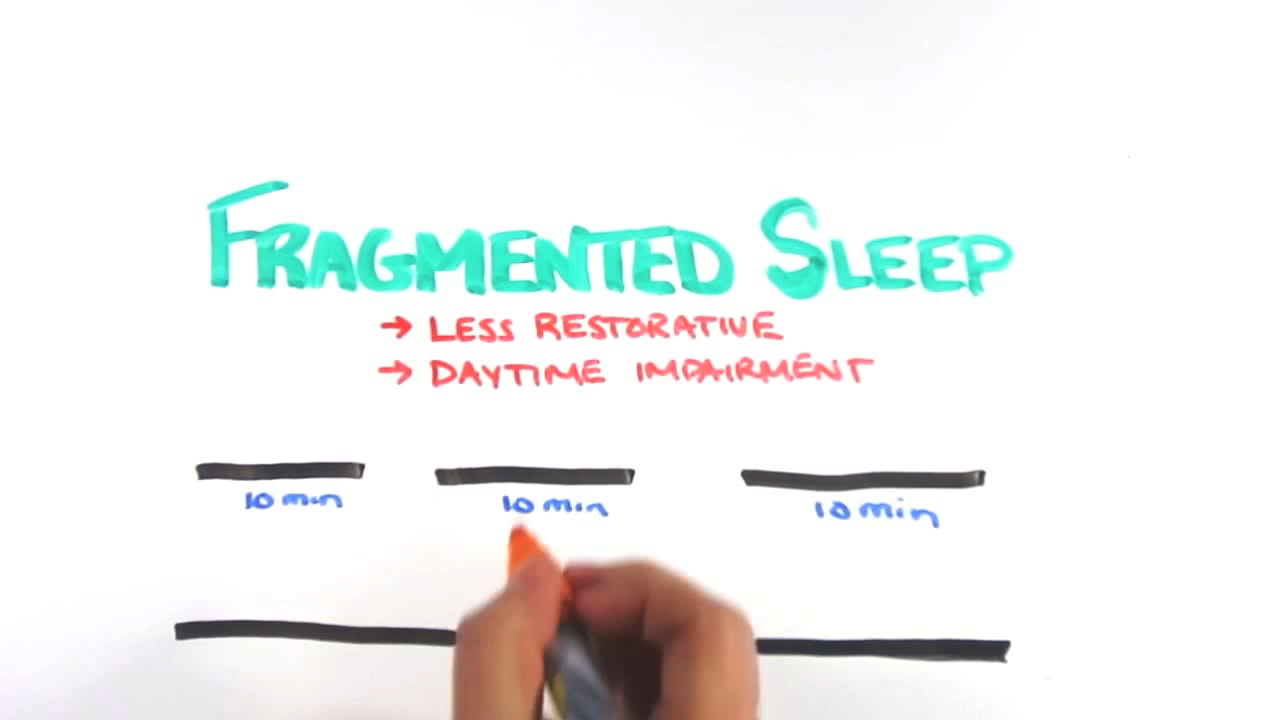 FRAGMENTED SLEEP
→ LESS RESTORATIVE
→ DAYTIME IMPAIRMENT
10 min 10 min 10 min